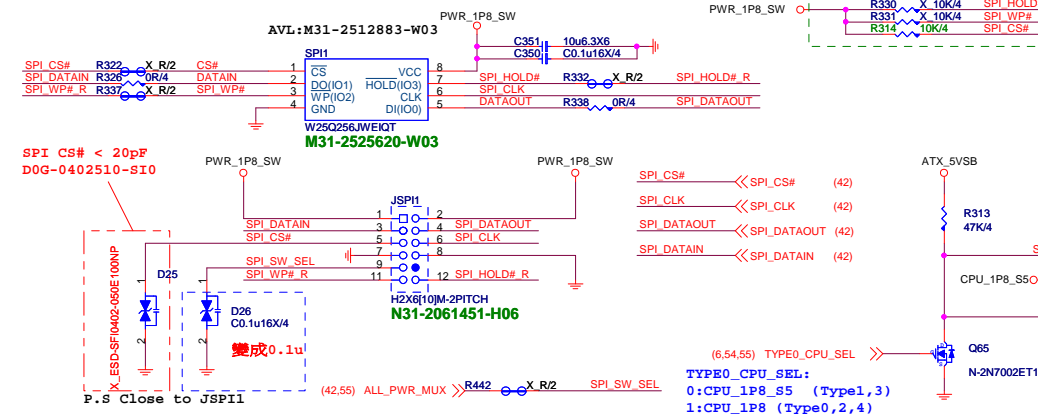 PWR_1P8_SW
R330 X_10K/4 SPI_HOLD
R331 X_10K/4 SPI_WP#
R314 10K/4 SPI_CS#
AVL:M31-2512883-W03
PWR_1P8_SW
C351 10u6.3X6
C350 C0.1u16X/4
SPI1
SPI_CS# R322 X_R/2 CS# 1 CS VCC 8
SPI_DATAIN R326 0R/4 DATAIN 2 DO(IO1) HOLD(IO3) 7 SPI_HOLD# R332 X_R/2 SPI_HOLD#_R
SPI_WP#_R R337 X_R/2 SPI_WP# 3 WP(IO2) CLK 6 SPI_CLK
4 GND DI(IO0) 5 DATAOUT R338 0R/4 SPI_DATAOUT
W25Q256JWEIQT
M31-2525620-W03
SPI CS# < 20pF
D0G-0402510-SI0
PWR_1P8_SW
PWR_1P8_SW
JSPI1
1 2
SPI_DATAIN 3 4 SPI_DATAOUT
SPI_CS# 5 6 SPI_CLK
7 8
SPI_SW_SEL 9
SPI_WP#_R 11 12 SPI_HOLD#_R
H2X6[10]M-2PITCH
N31-2061451-H06
X_ESD-SFI0402-050E100NP
1 D25 2
1 D26 2
C0.1u16X/4
變成0.1u
P.S Close to JSPI1
SPI_CS# SPI_CS# (42)
SPI_CLK SPI_CLK (42)
SPI_DATAOUT SPI_DATAOUT (42)
SPI_DATAIN SPI_DATAIN (42)
(42,55) ALL_PWR_MUX R442 X_R/2 SPI_SW_SEL
ATX_5VSB
R313
47K/4
S
CPU_1P8_S5
(6,54,55) TYPE0_CPU_SEL
Q65
N-2N7002ET1
TYPE0_CPU_SEL:
0:CPU_1P8_S5 (Type1,3)
1:CPU_1P8 (Type0,2,4)